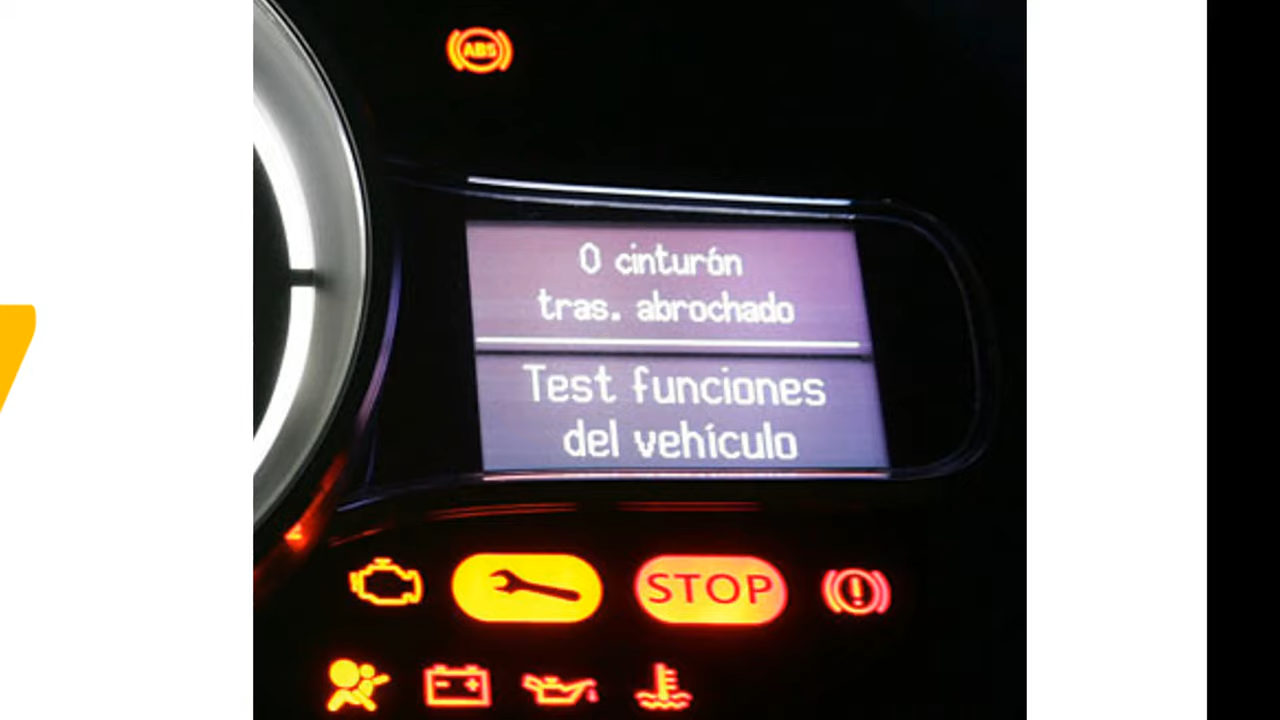 ABS
0 cinturón
tras. abrochado
Test funciones
del vehículo
STOP